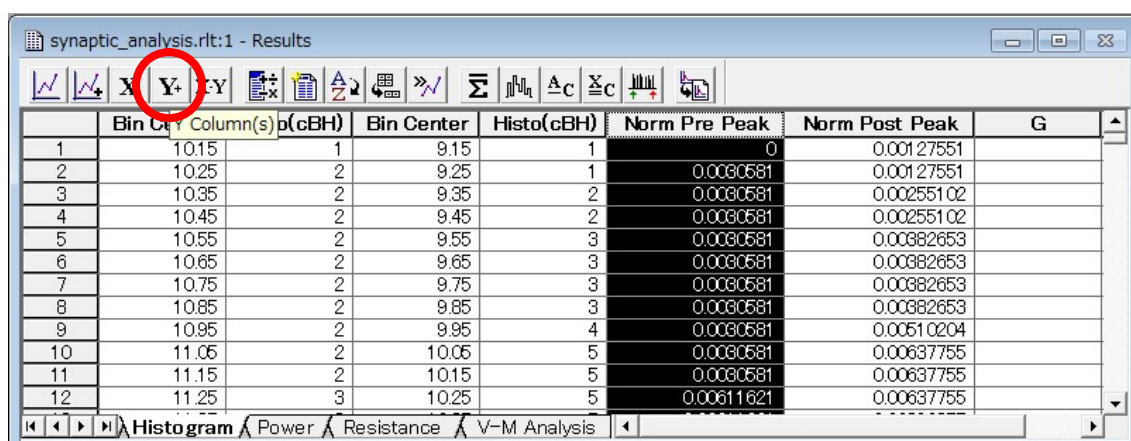 synaptic_analysis.rlt:1 - Results
X Y+ X-Y A Z Σ A C X C
Bin Ce Y Column(s) o(cBH) Bin Center Histo(cBH) Norm Pre Peak Norm Post Peak G
1 10.15 1 9.15 1 0 0.00127551
2 10.25 2 9.25 1 0.0030581 0.00127551
3 10.35 2 9.35 2 0.0030581 0.00255102
4 10.45 2 9.45 2 0.0030581 0.00255102
5 10.55 2 9.55 3 0.0030581 0.00382653
6 10.65 2 9.65 3 0.0030581 0.00382653
7 10.75 2 9.75 3 0.0030581 0.00382653
8 10.85 2 9.85 3 0.0030581 0.00382653
9 10.95 2 9.95 4 0.0030581 0.00510204
10 11.05 2 10.05 5 0.0030581 0.00637755
11 11.15 2 10.15 5 0.0030581 0.00637755
12 11.25 3 10.25 5 0.00611621 0.00637755
Histogram Power Resistance V-M Analysis